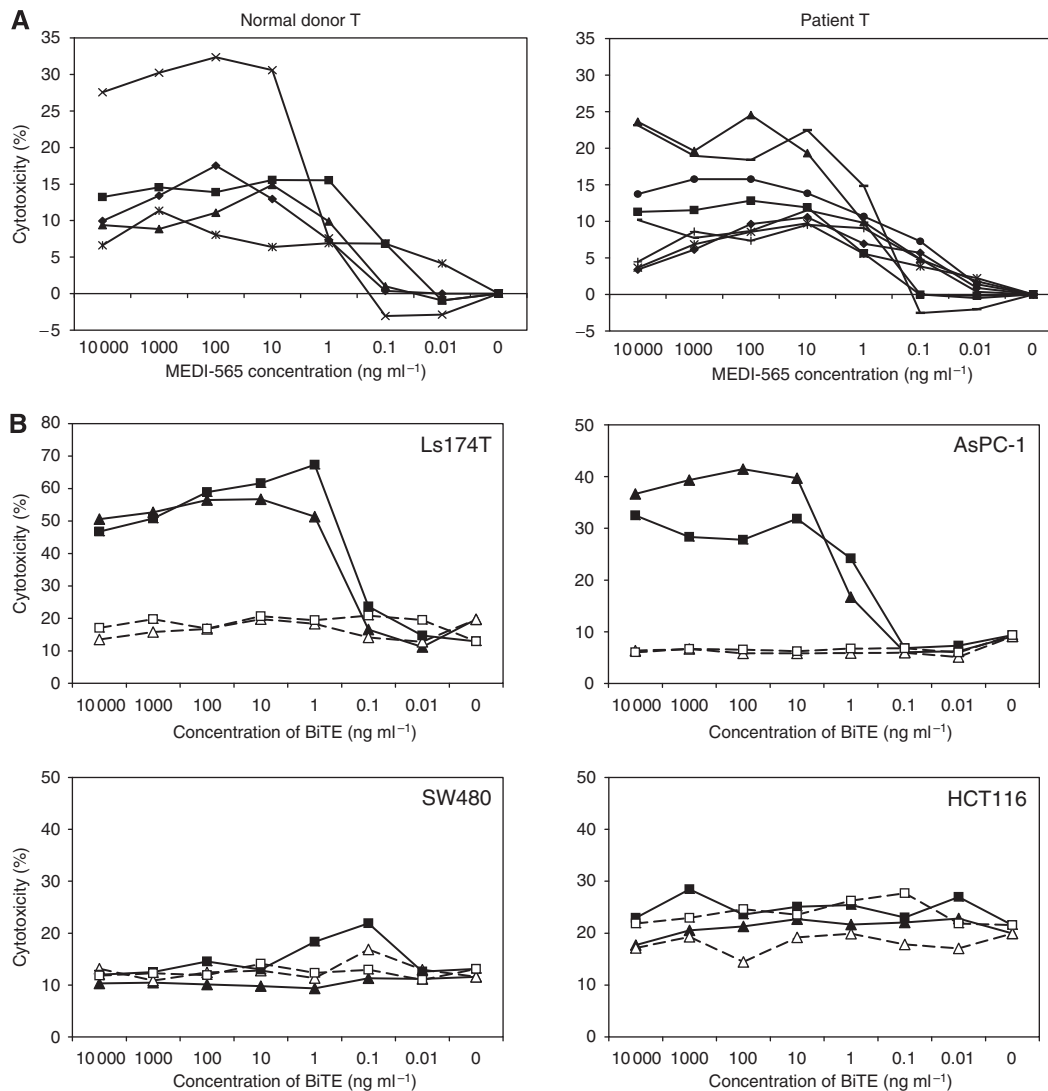 A
Normal donor T
Patient T
Cytotoxicity (%)
35
30
25
20
15
10
5
0
−5
10 000 1000 100 10 1 0.1 0.01 0
MEDI-565 concentration (ng ml−1)
35
30
25
20
15
10
5
0
−5
10 000 1000 100 10 1 0.1 0.01 0
MEDI-565 concentration (ng ml−1)
B
Ls174T
Cytotoxicity (%)
80
70
60
50
40
30
20
10
0
10 000 1000 100 10 1 0.1 0.01 0
Concentration of BiTE (ng ml−1)
AsPC-1
50
40
30
20
10
0
10 000 1000 100 10 1 0.1 0.01 0
Concentration of BiTE (ng ml−1)
SW480
Cytotoxicity (%)
50
40
30
20
10
0
10 000 1000 100 10 1 0.1 0.01 0
Concentration of BiTE (ng ml−1)
HCT116
50
40
30
20
10
0
10 000 1000 100 10 1 0.1 0.01 0
Concentration of BiTE (ng ml−1)